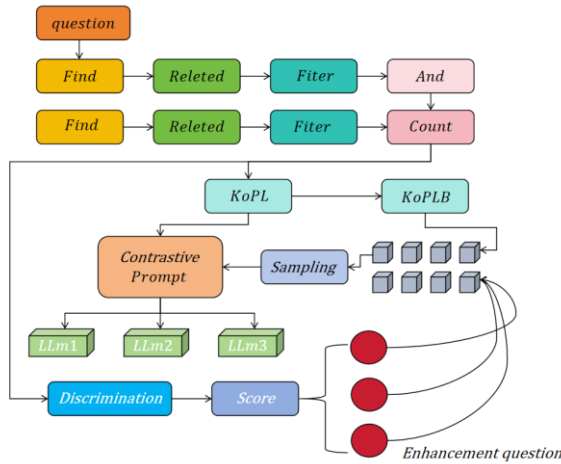 question
Find Releted Fiter And
Find Releted Fiter Count
KoPL KoPLB
Contrastive
Prompt
Sampling
LLm1 LLm2 LLm3
Discrimination Score
Enhancement question